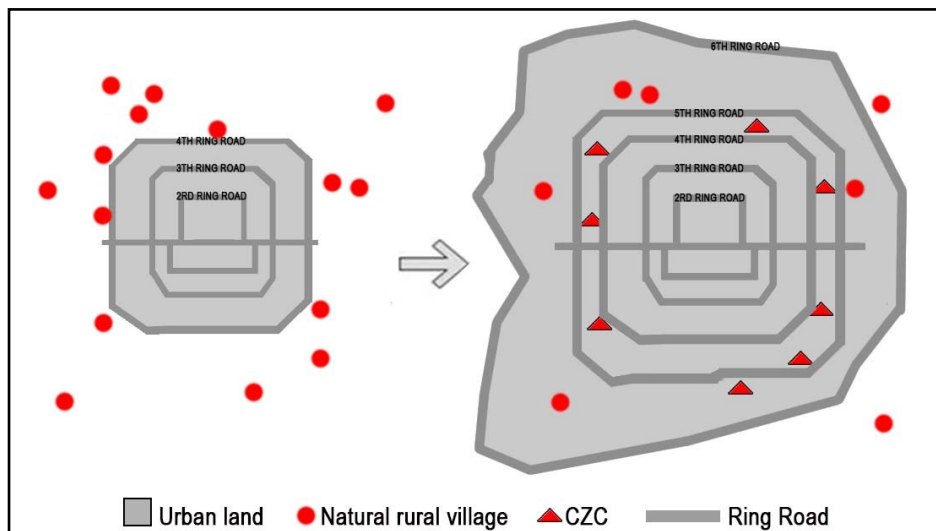 4TH RING ROAD
3TH RING ROAD
2RD RING ROAD
6TH RING ROAD
5TH RING ROAD
4TH RING ROAD
3TH RING ROAD
2RD RING ROAD
Urban land
Natural rural village
CZC
Ring Road